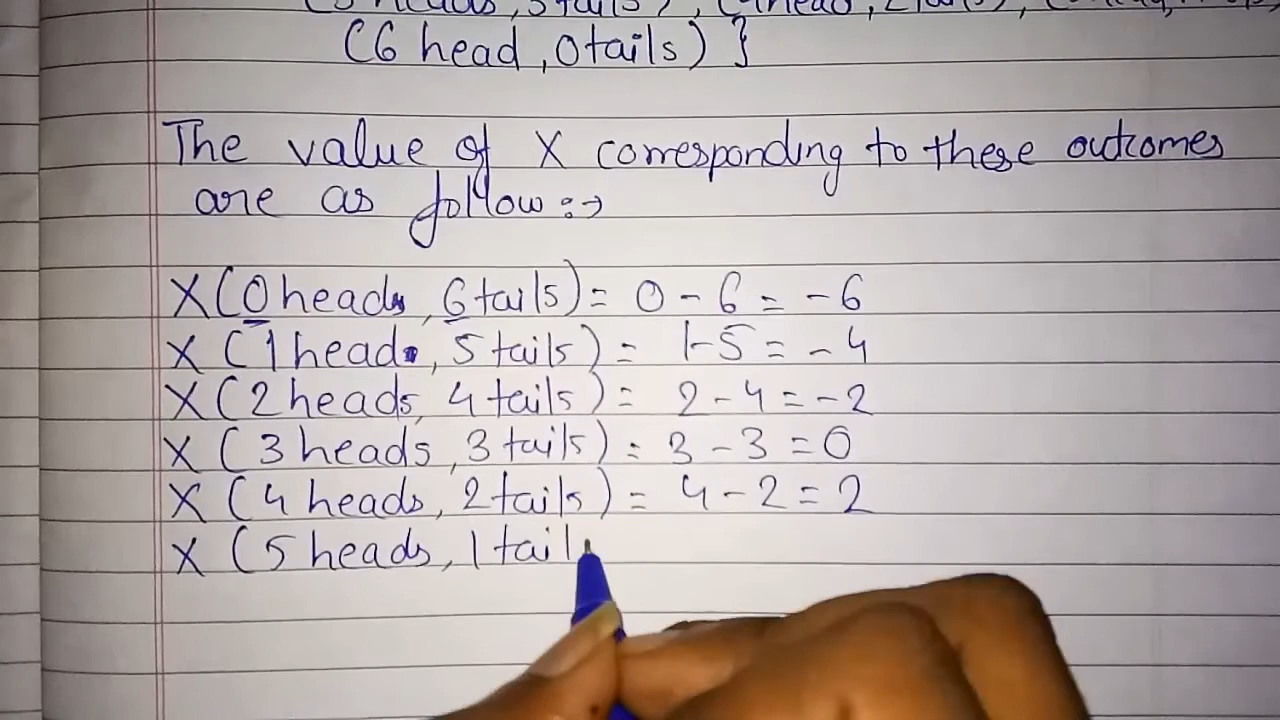 (6 head, 0 tails) }
The value of X corresponding to these outcomes
are as follow :→
X (0 heads, 6 tails) = 0 - 6 = -6
X (1 head, 5 tails) = 1-5 = -4
X (2 heads, 4 tails) = 2 - 4 = -2
X (3 heads, 3 tails) = 3 - 3 = 0
X (4 heads, 2 tails) = 4 - 2 = 2
X (5 heads, 1 tail